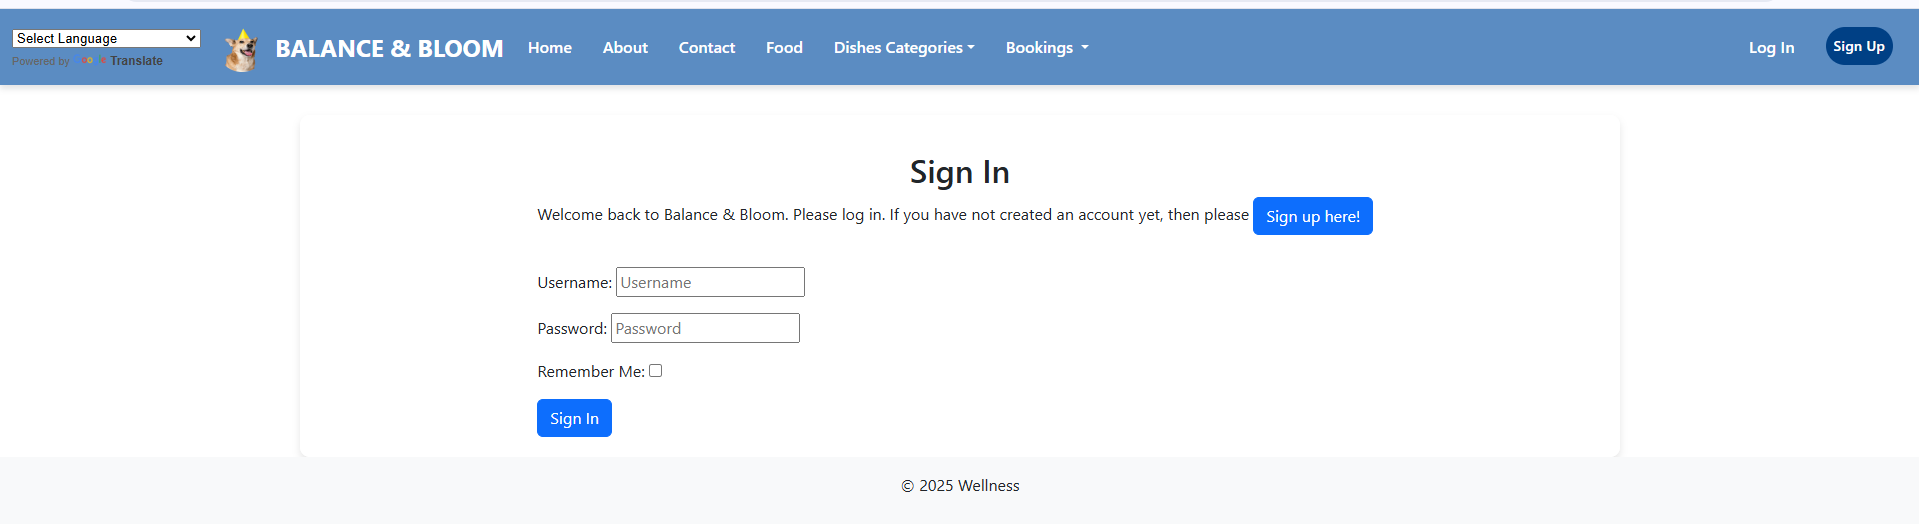 Select Language
Powered by Google Translate
BALANCE & BLOOM Home About Contact Food Dishes Categories Bookings Log In Sign Up
Sign In
Welcome back to Balance & Bloom. Please log in. If you have not created an account yet, then please Sign up here!
Username: Username
Password: Password
Remember Me:
Sign In
© 2025 Wellness